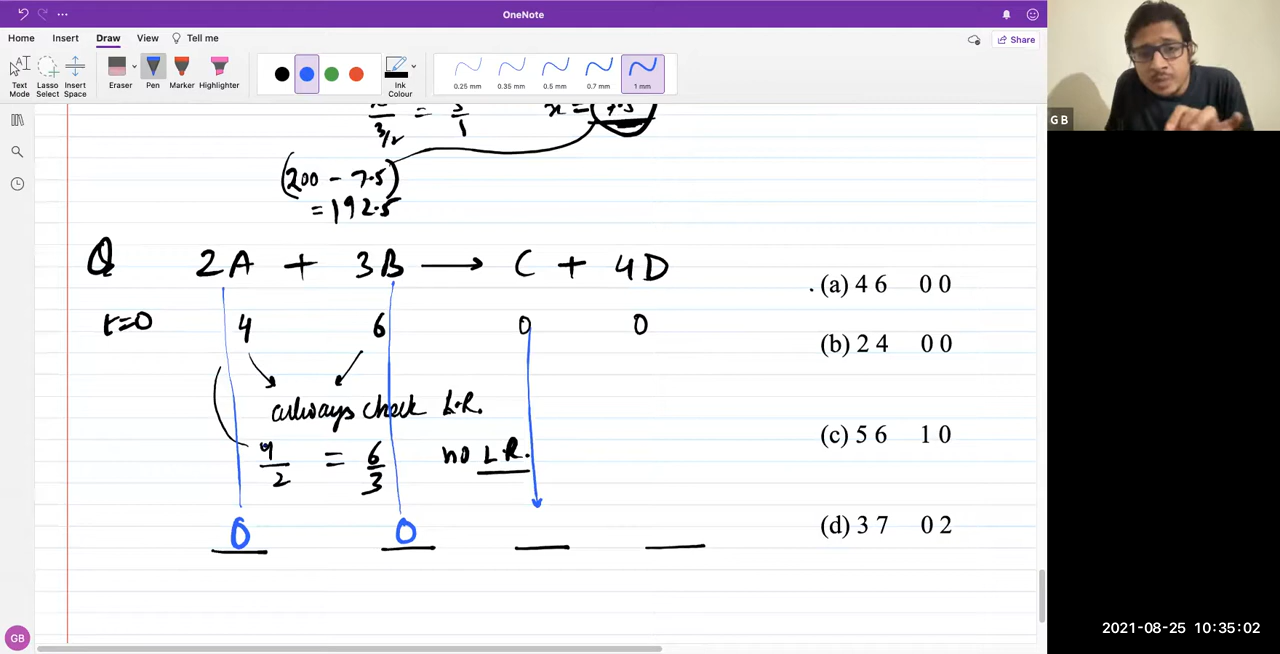 OneNote
Home Insert Draw View Tell me
Share
Text Mode
Lasso Select
Insert Space
Eraser
Pen
Marker
Highlighter
Ink Colour
0.25 mm
0.35 mm
0.5 mm
0.7 mm
1 mm
3/2 = 1
(200 - 7.5)
= 192.5
Q 2A + 3B → C + 4D
t=0 4 6 0 0
always check L.R.
4/2 = 6/3 no L.R.
0 0
(a) 4 6 0 0
(b) 2 4 0 0
(c) 5 6 1 0
(d) 3 7 0 2
G B
GB
2021-08-25 10:35:02